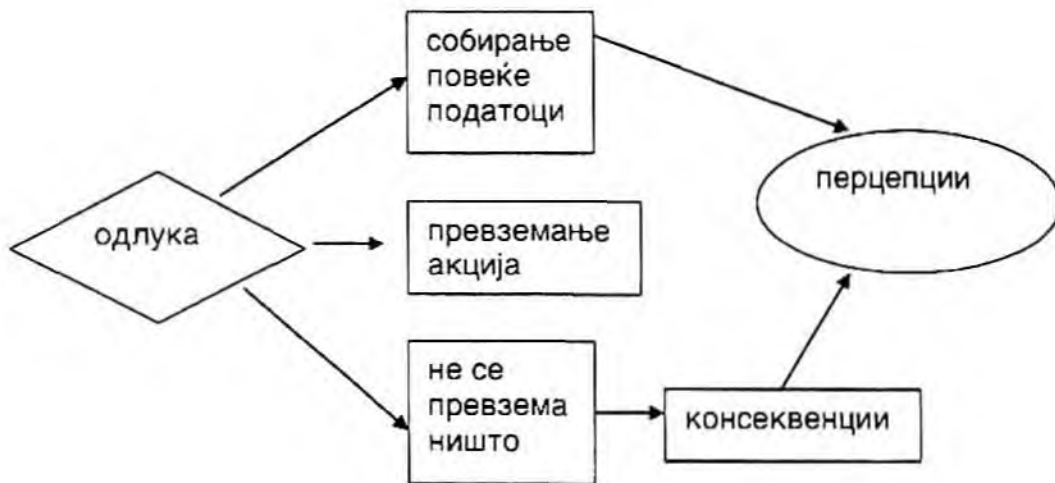 собирање
повеќе
податоци
перцепции
одлука
превземање
акција
не се
превзема
ништо
консеквенции